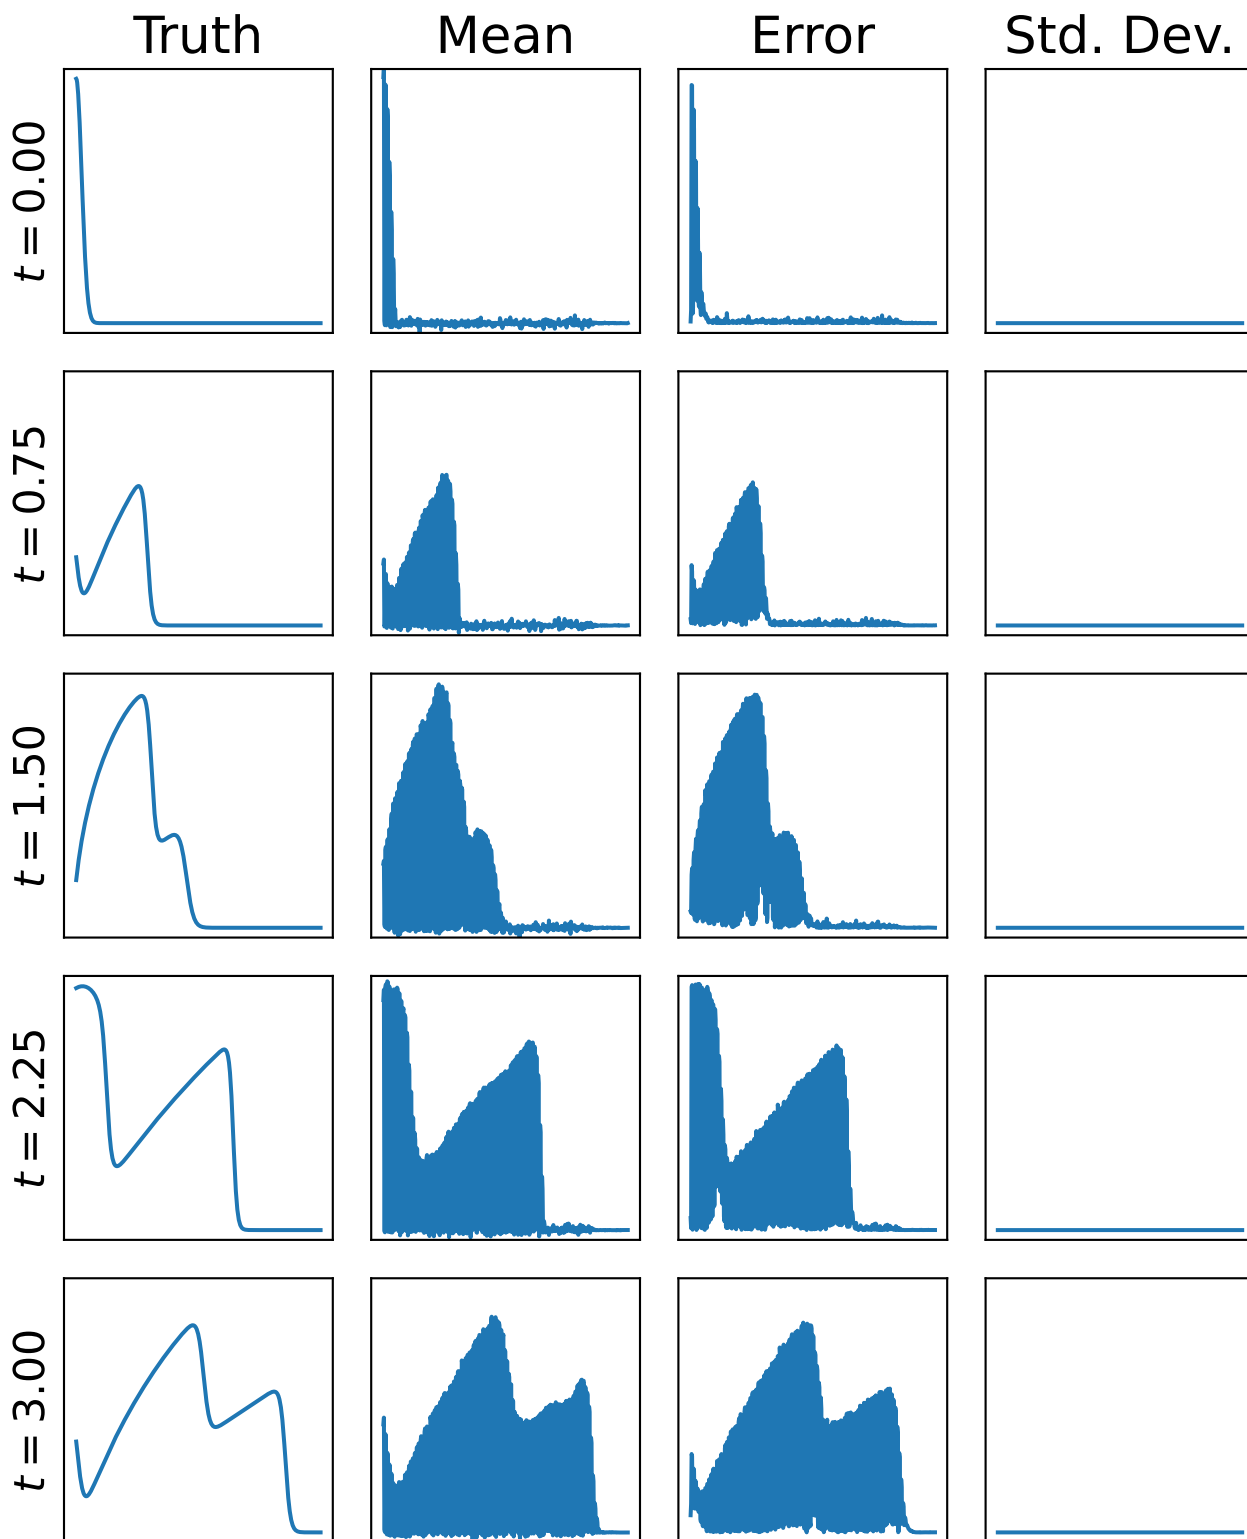 Truth Mean Error Std. Dev.
t = 0.00
t = 0.75
t = 1.50
t = 2.25
t = 3.00